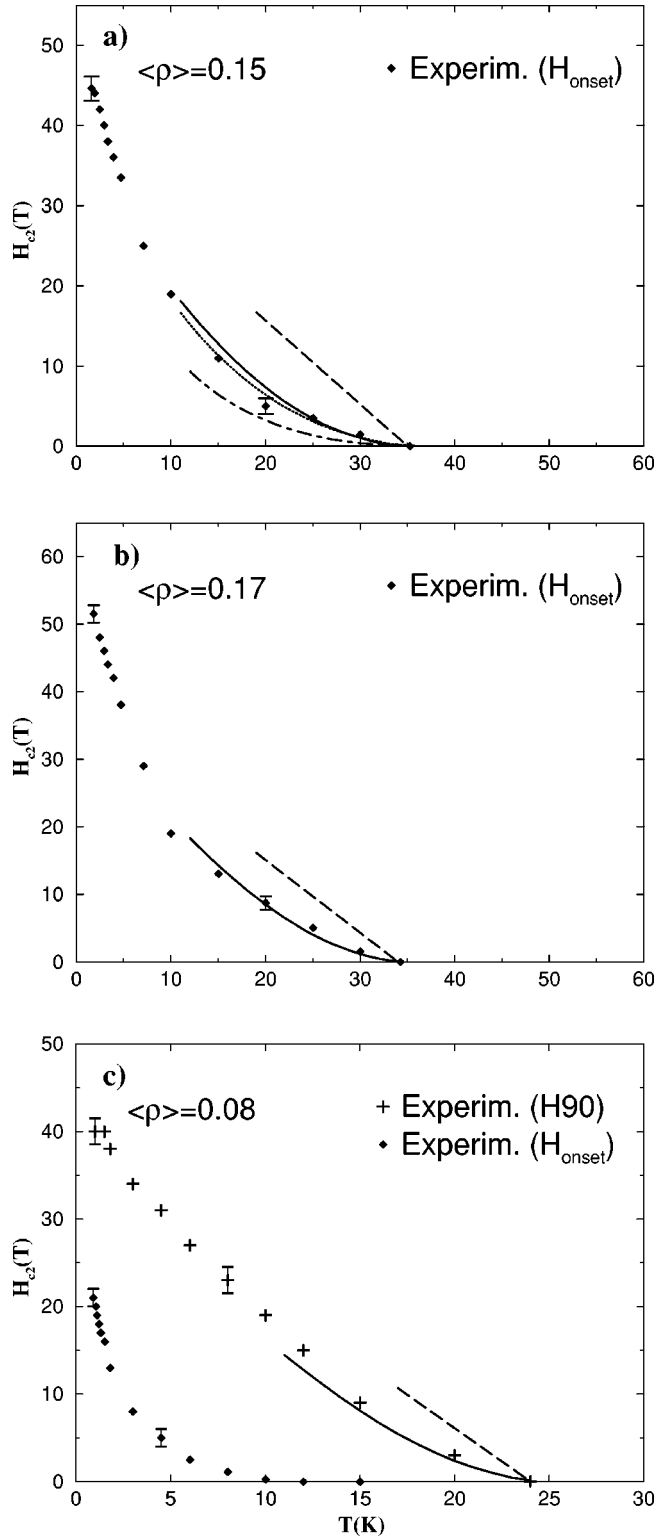 a)
<ρ>=0.15
Experim. (Honset)
50
40
30
20
10
0
Hc2(T)
0 10 20 30 40 50 60
b)
<ρ>=0.17
Experim. (Honset)
60
50
40
30
20
10
0
Hc2(T)
0 10 20 30 40 50 60
c)
<ρ>=0.08
Experim. (H90)
Experim. (Honset)
50
40
30
20
10
0
Hc2(T)
0 5 10 15 20 25 30
T(K)